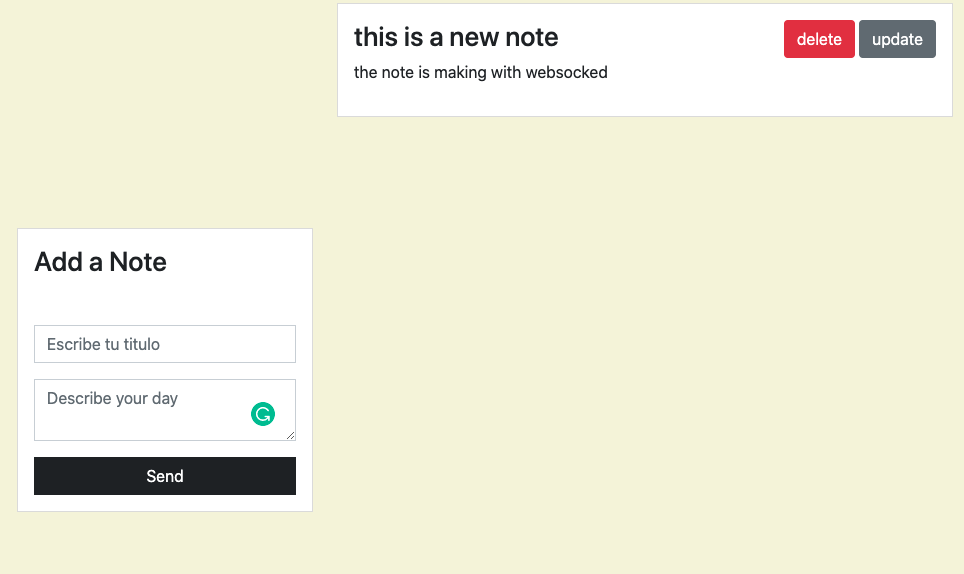 this is a new note
delete update
the note is making with websocked
Add a Note
Escribe tu titulo
Describe your day
Send